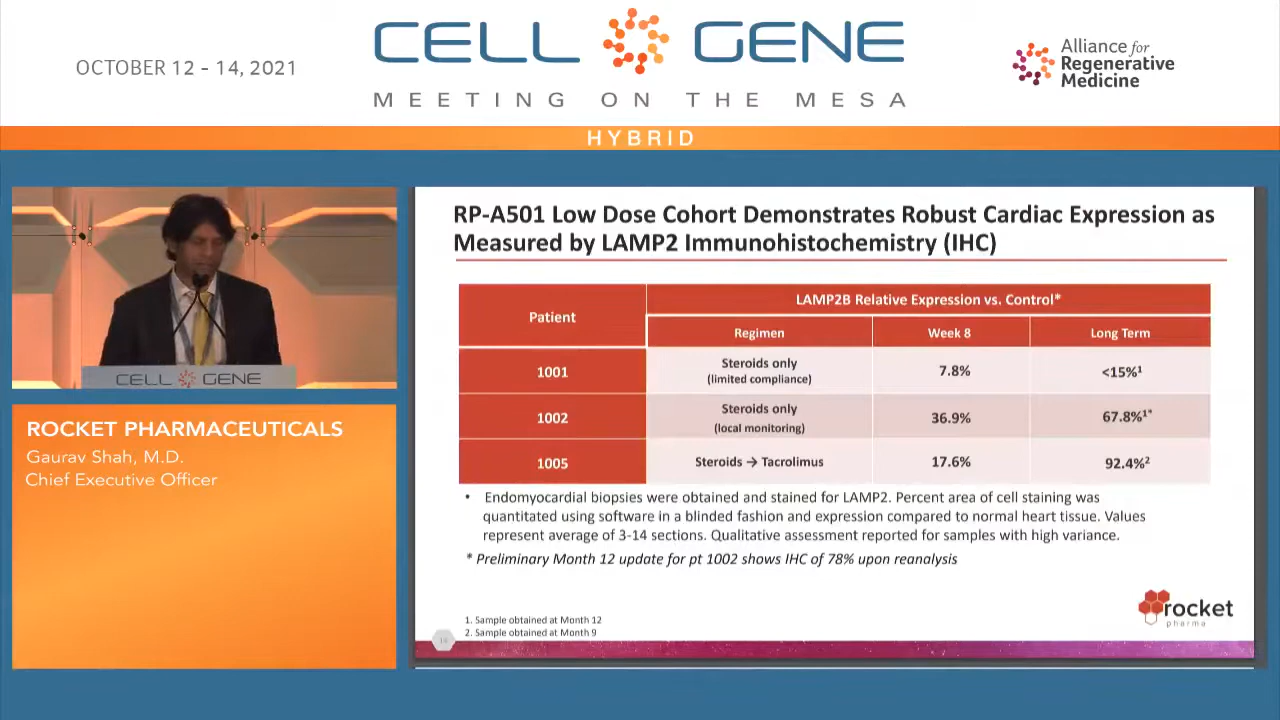 OCTOBER 12 - 14, 2021
CELL GENE
MEETING ON THE MESA
Alliance for
Regenerative
Medicine
HYBRID
CELL GENE
ROCKET PHARMACEUTICALS
Gaurav Shah, M.D.
Chief Executive Officer
RP-A501 Low Dose Cohort Demonstrates Robust Cardiac Expression as
Measured by LAMP2 Immunohistochemistry (IHC)
Patient
LAMP2B Relative Expression vs. Control*
Regimen Week 8 Long Term
1001 Steroids only (limited compliance) 7.8% <15%¹
1002 Steroids only (local monitoring) 36.9% 67.8%¹*
1005 Steroids → Tacrolimus 17.6% 92.4%²
• Endomyocardial biopsies were obtained and stained for LAMP2. Percent area of cell staining was
quantitated using software in a blinded fashion and expression compared to normal heart tissue. Values
represent average of 3-14 sections. Qualitative assessment reported for samples with high variance.
* Preliminary Month 12 update for pt 1002 shows IHC of 78% upon reanalysis
1. Sample obtained at Month 12
2. Sample obtained at Month 9
rocket
pharma